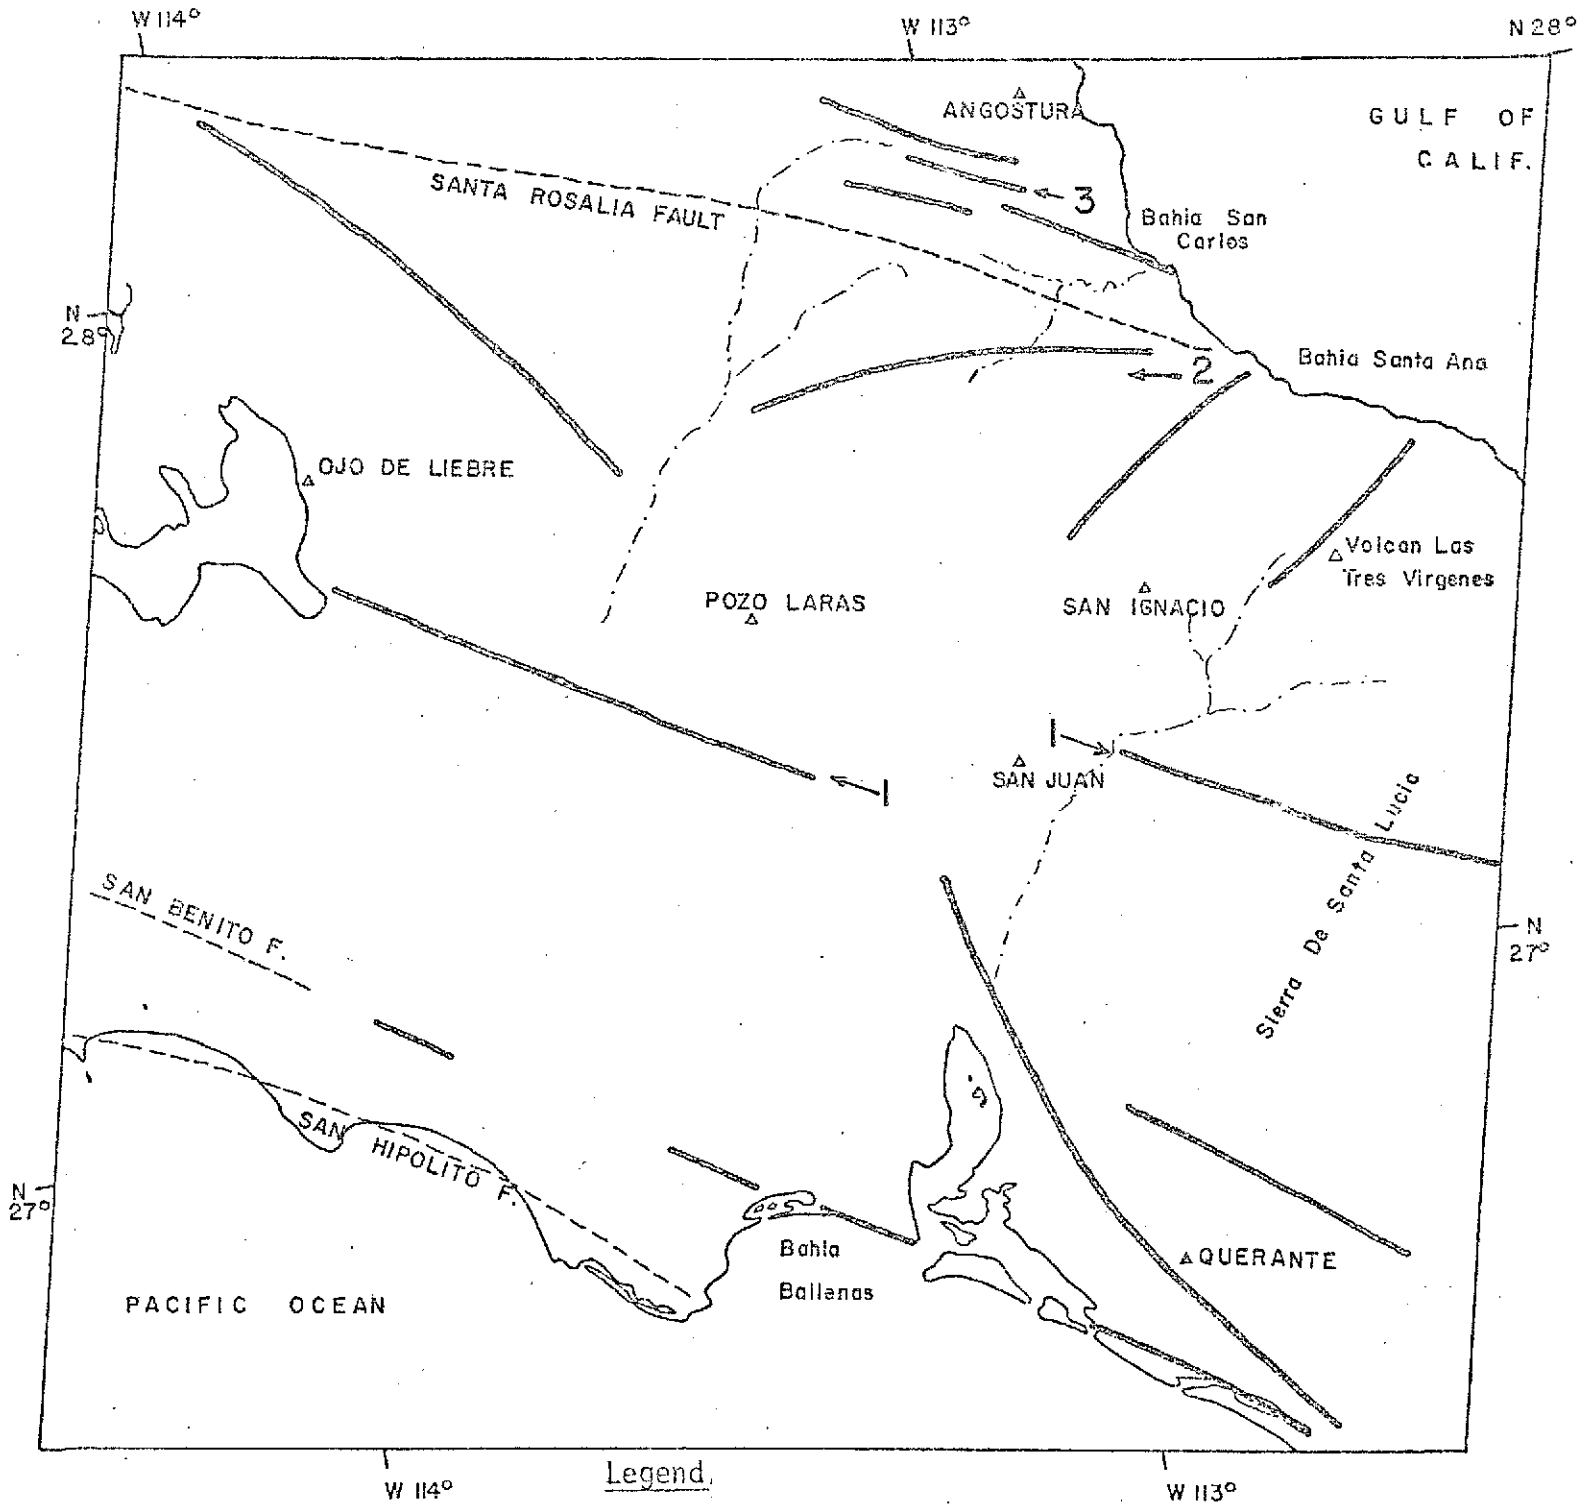 W 114°
W 113°
N 28°
ANGOSTURA
GULF OF
CALIF.
SANTA ROSALIA FAULT
3
Bahia San
Carlos
N
28°
Bahia Santa Ana
2
OJO DE LIEBRE
Volcan Las
Tres Virgenes
POZO LARAS
SAN IGNACIO
1
SAN JUAN
1
Sierra De Santa Lucia
SAN BENITO F.
N
27°
SAN HIPOLITO F.
N
27°
Bahia
Ballenas
QUERANTE
PACIFIC OCEAN
W 114°
Legend
W 113°